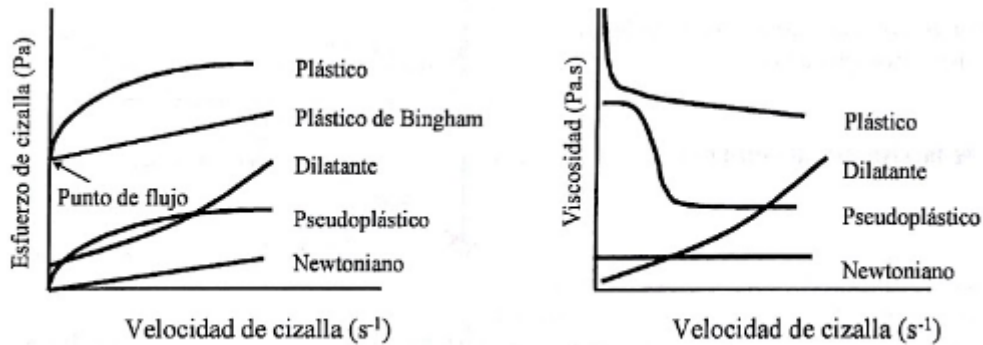 Esfuerzo de cizalla (Pa)
Plástico
Plástico de Bingham
Dilatante
Punto de flujo
Pseudoplástico
Newtoniano
Velocidad de cizalla (s-1)
Viscosidad (Pa.s)
Plástico
Dilatante
Pseudoplástico
Newtoniano
Velocidad de cizalla (s-1)